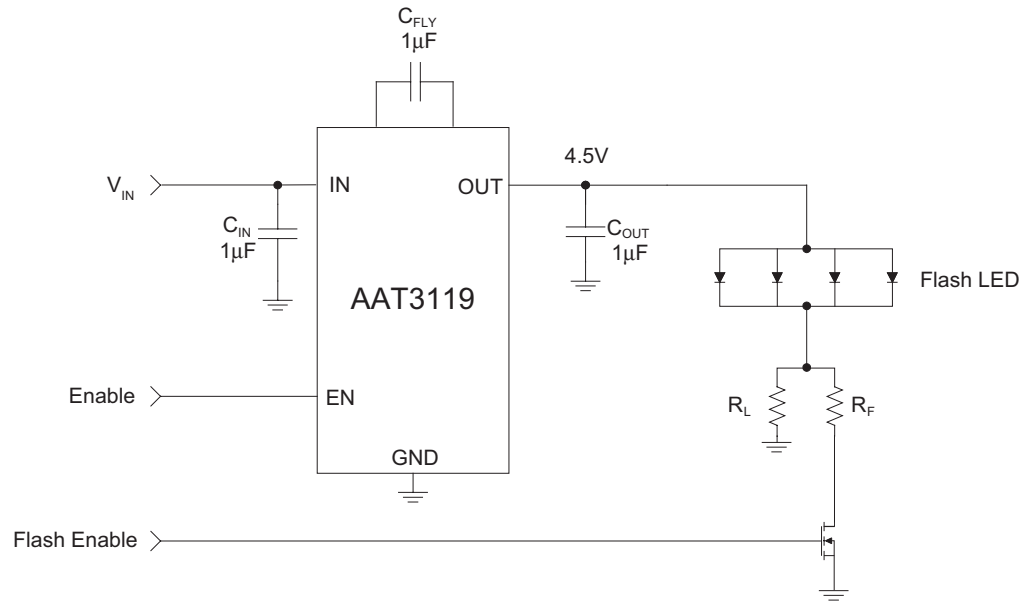 C_FLY
1μF
4.5V
V_IN
IN
OUT
C_IN
1μF
C_OUT
1μF
AAT3119
Flash LED
Enable
EN
R_L
R_F
GND
Flash Enable